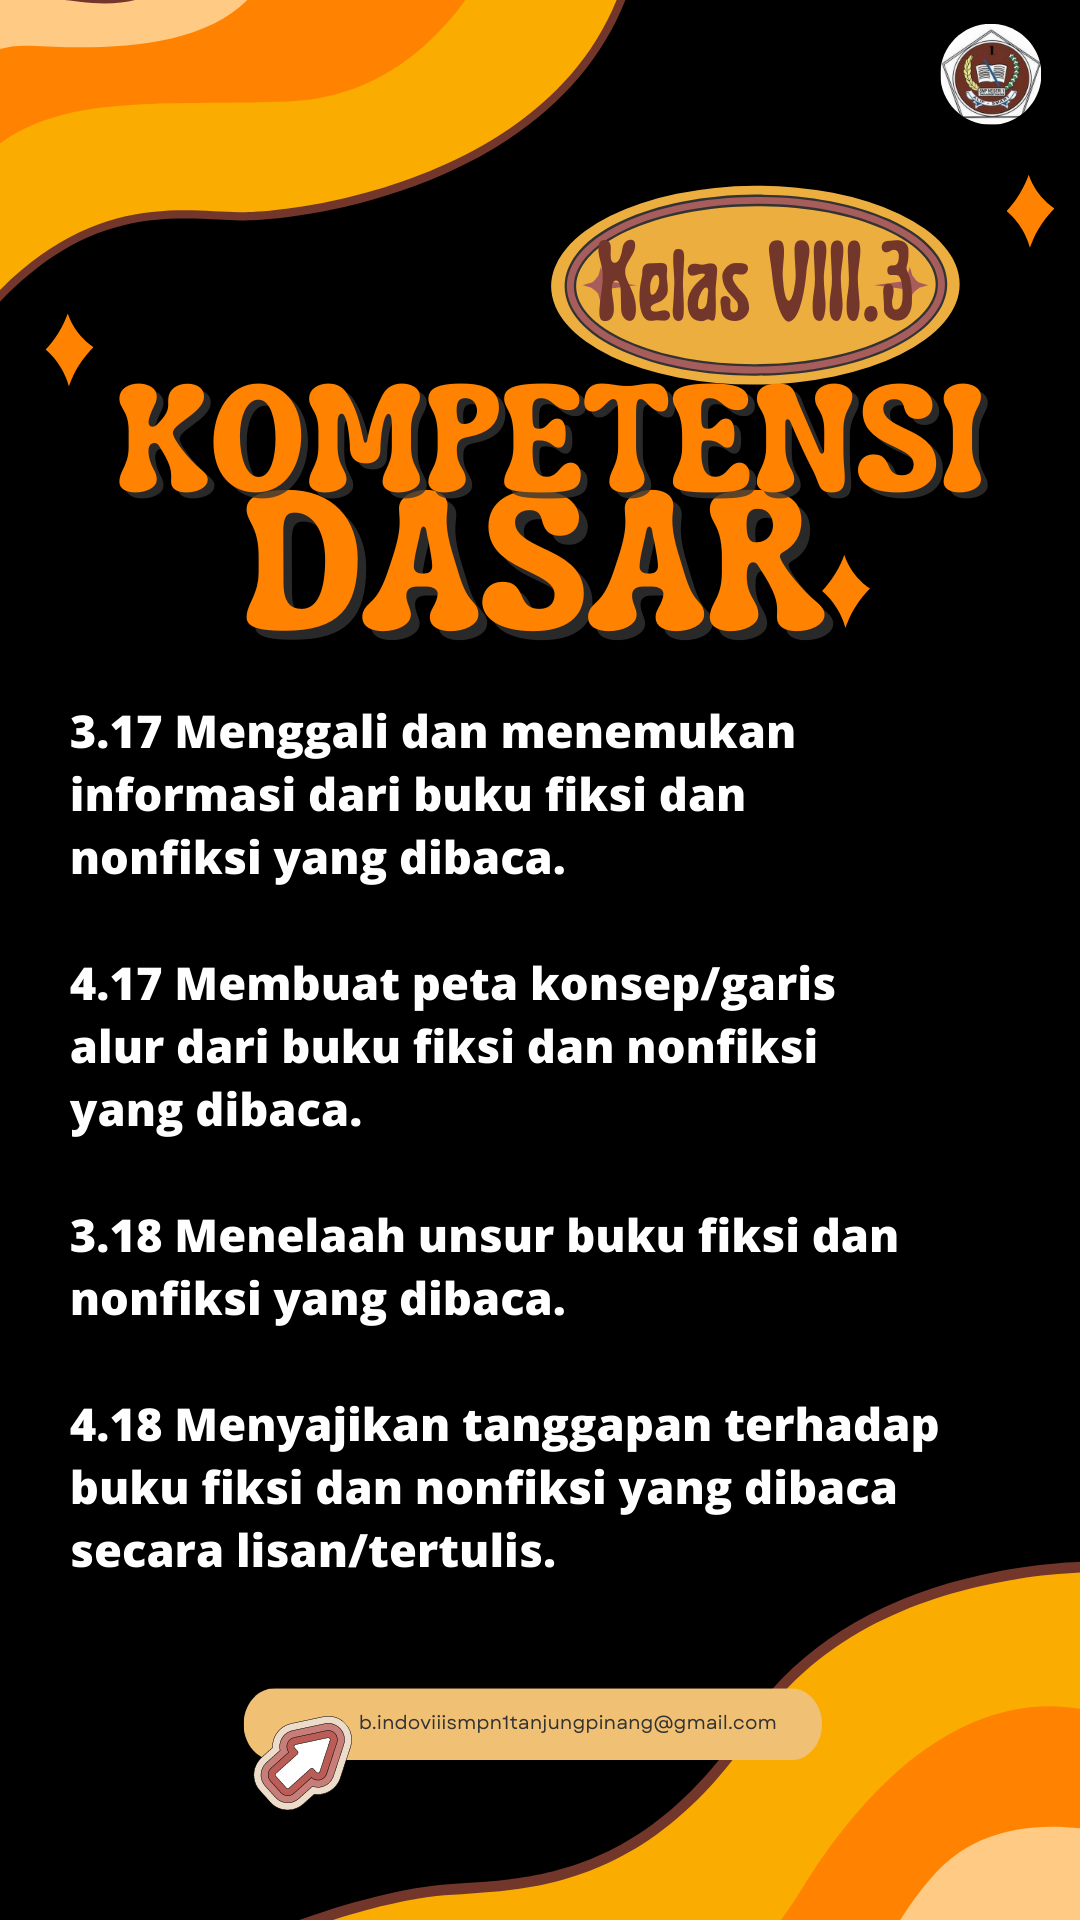 Kelas VIII.3
KOMPETENSI
DASAR
3.17 Menggali dan menemukan
informasi dari buku fiksi dan
nonfiksi yang dibaca.
4.17 Membuat peta konsep/garis
alur dari buku fiksi dan nonfiksi
yang dibaca.
3.18 Menelaah unsur buku fiksi dan
nonfiksi yang dibaca.
4.18 Menyajikan tanggapan terhadap
buku fiksi dan nonfiksi yang dibaca
secara lisan/tertulis.
b.indoviiismpn1tanjungpinang@gmail.com